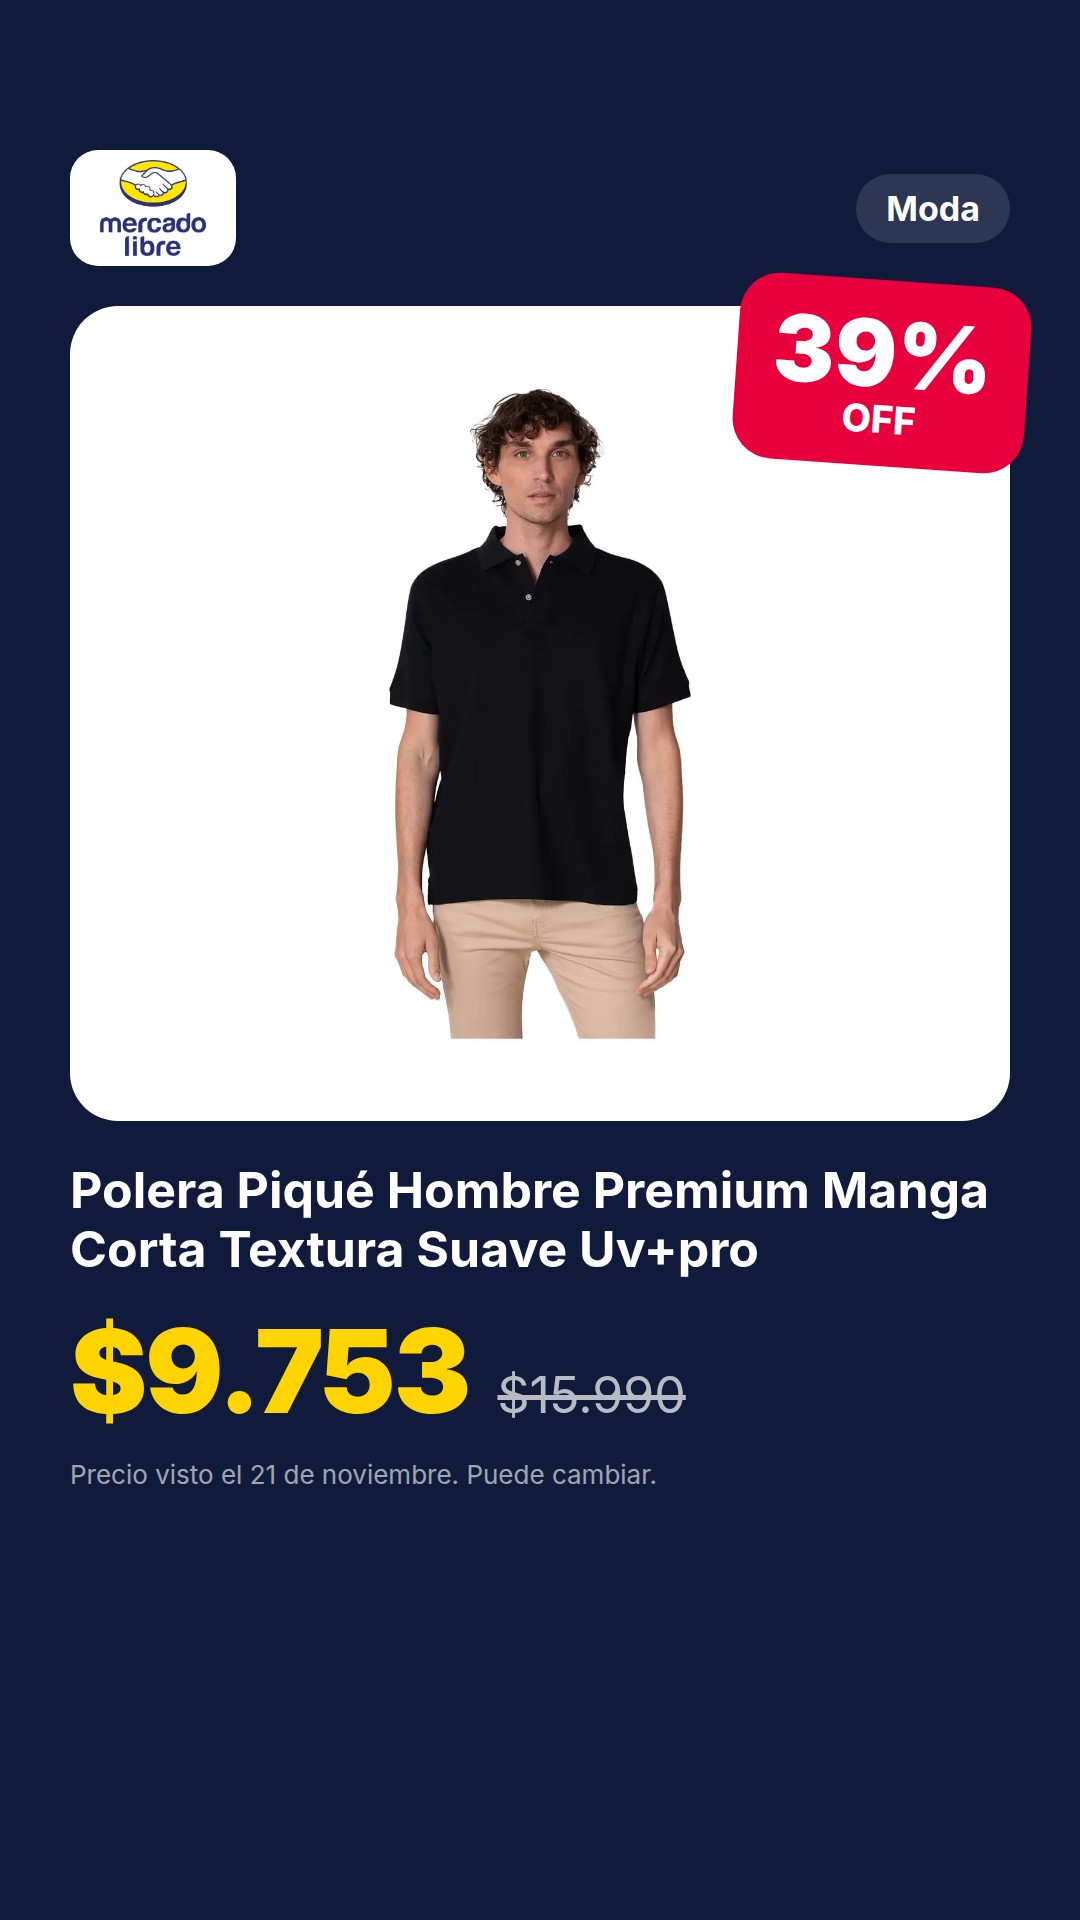 mercado
libre
Moda
39%
OFF
Polera Piqué Hombre Premium Manga
Corta Textura Suave Uv+pro
$9.753 $15.990
Precio visto el 21 de noviembre. Puede cambiar.